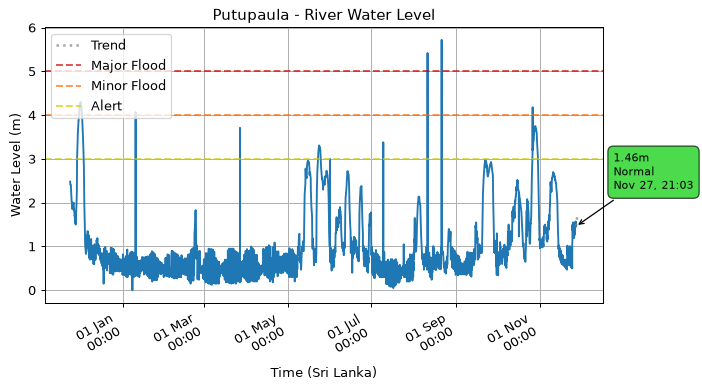 Putupaula - River Water Level
Trend
Major Flood
Minor Flood
Alert
Water Level (m)
6
5
4
3
2
1
0
1.46m
Normal
Nov 27, 21:03
01 Jan
00:00
01 Mar
00:00
01 May
00:00
01 Jul
00:00
01 Sep
00:00
01 Nov
00:00
Time (Sri Lanka)